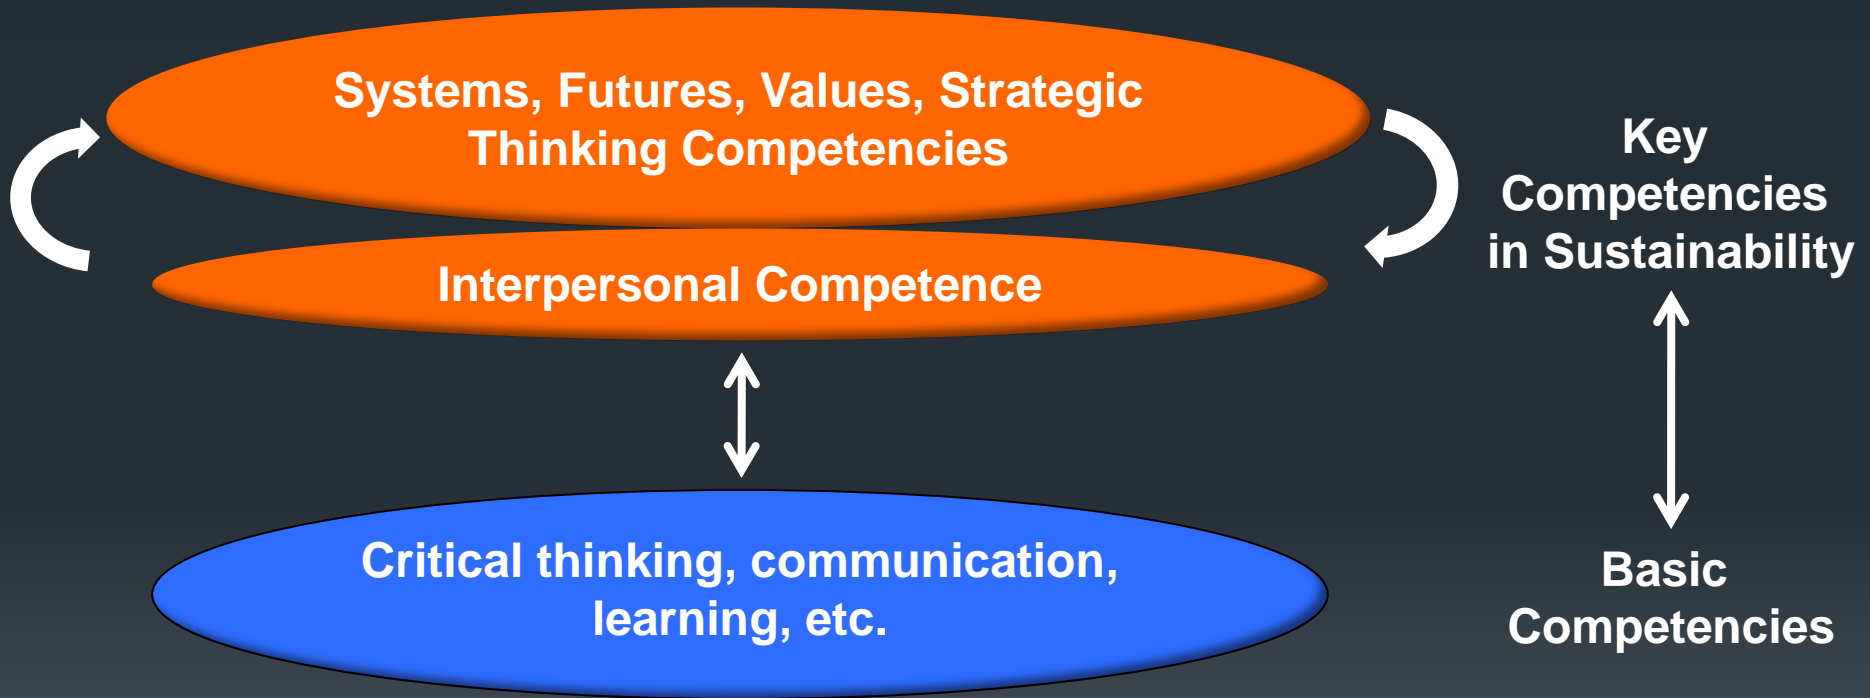 Systems, Futures, Values, Strategic
Thinking Competencies
Interpersonal Competence
Critical thinking, communication,
learning, etc.
Key
Competencies
in Sustainability
Basic
Competencies